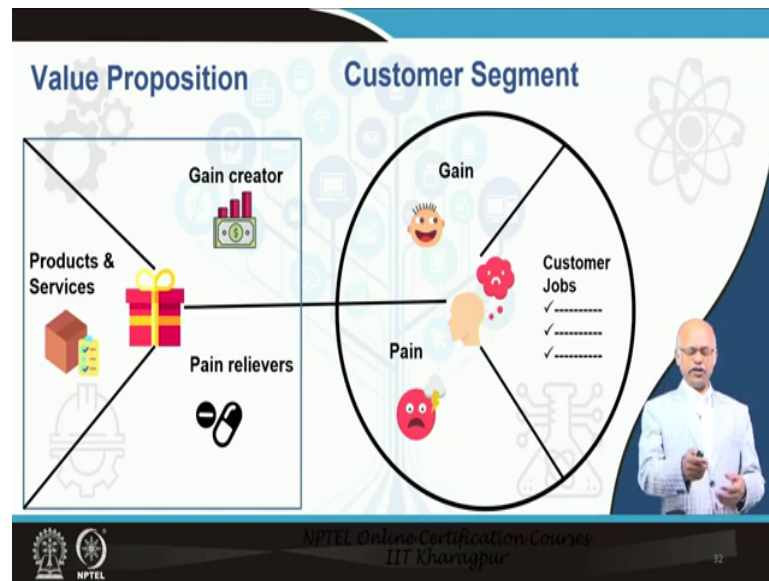 Value Proposition
Customer Segment
Gain creator
Products &
Services
Pain relievers
Gain
Customer
Jobs
✓----------
✓----------
✓----------
Pain
NPTEL
NPTEL Online Certification Courses
IIT Kharagpur
32